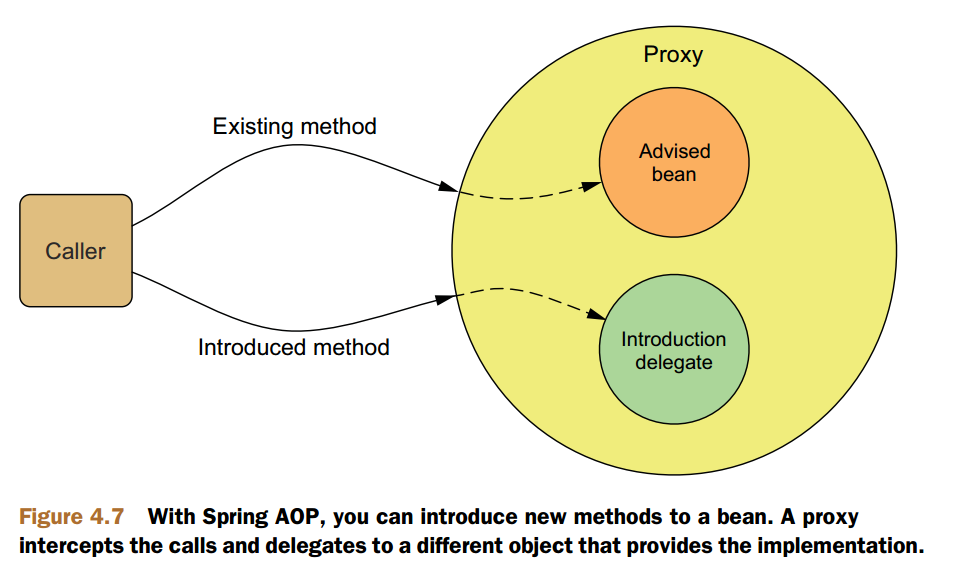 Proxy
Existing method
Advised
bean
Caller
Introduced method
Introduction
delegate
Figure 4.7 With Spring AOP, you can introduce new methods to a bean. A proxy
intercepts the calls and delegates to a different object that provides the implementation.